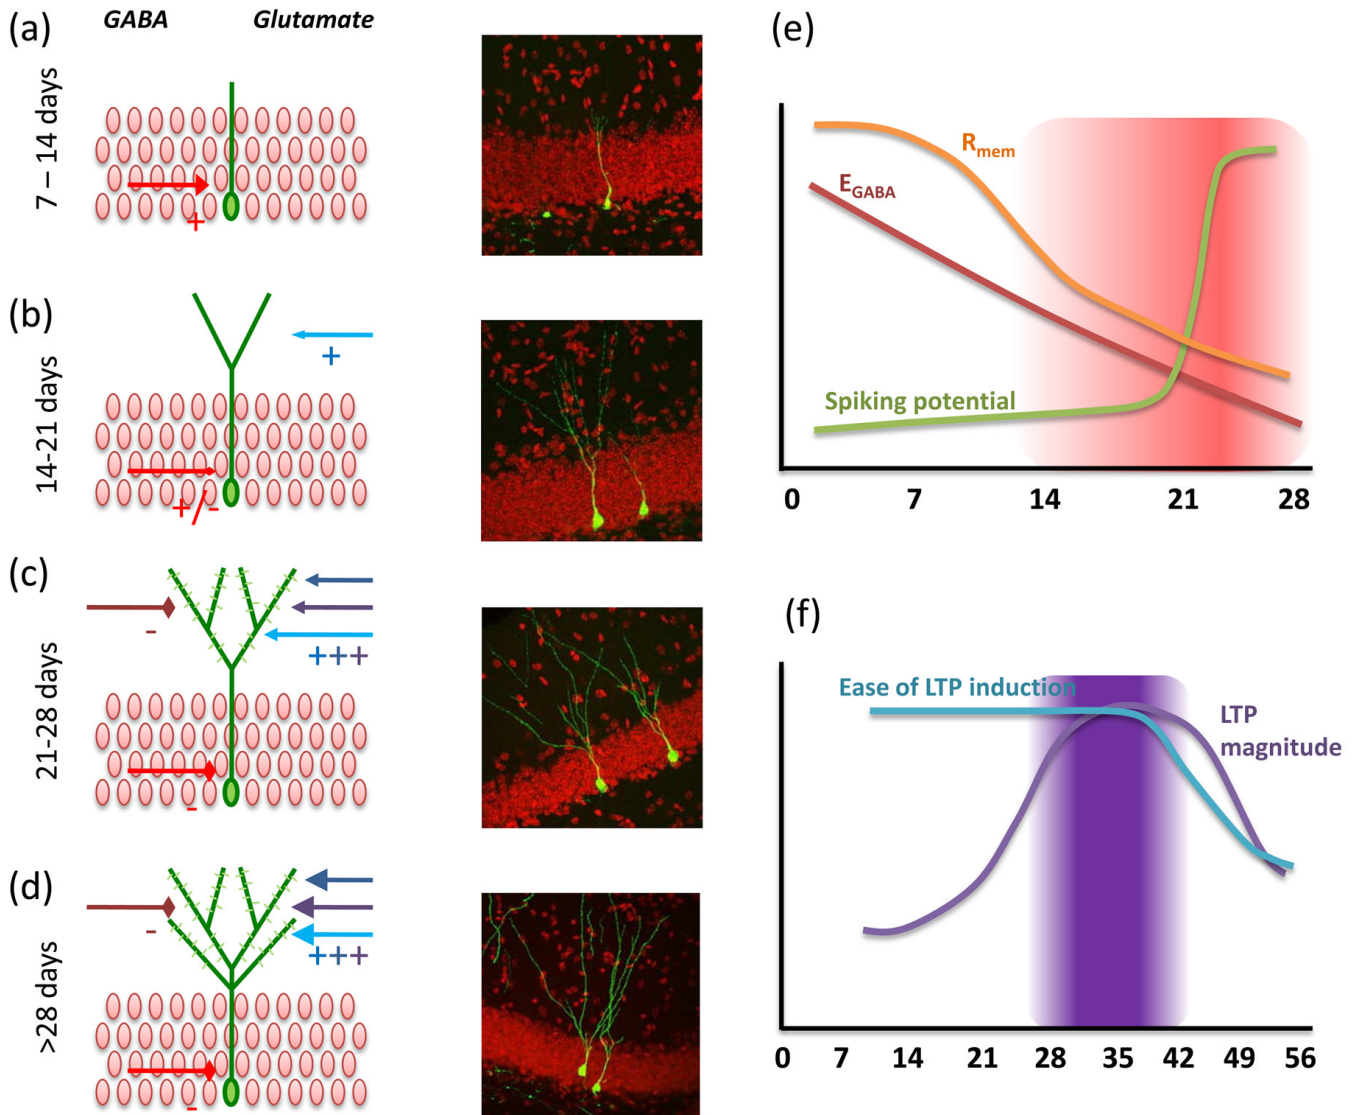 (a)
GABA
Glutamate
7 – 14 days
+
(b)
14-21 days
+
+/-
(c)
21-28 days
-
+++
-
(d)
>28 days
-
+++
-
(e)
Rmem
EGABA
Spiking potential
0 7 14 21 28
(f)
Ease of LTP induction
LTP
magnitude
0 7 14 21 28 35 42 49 56